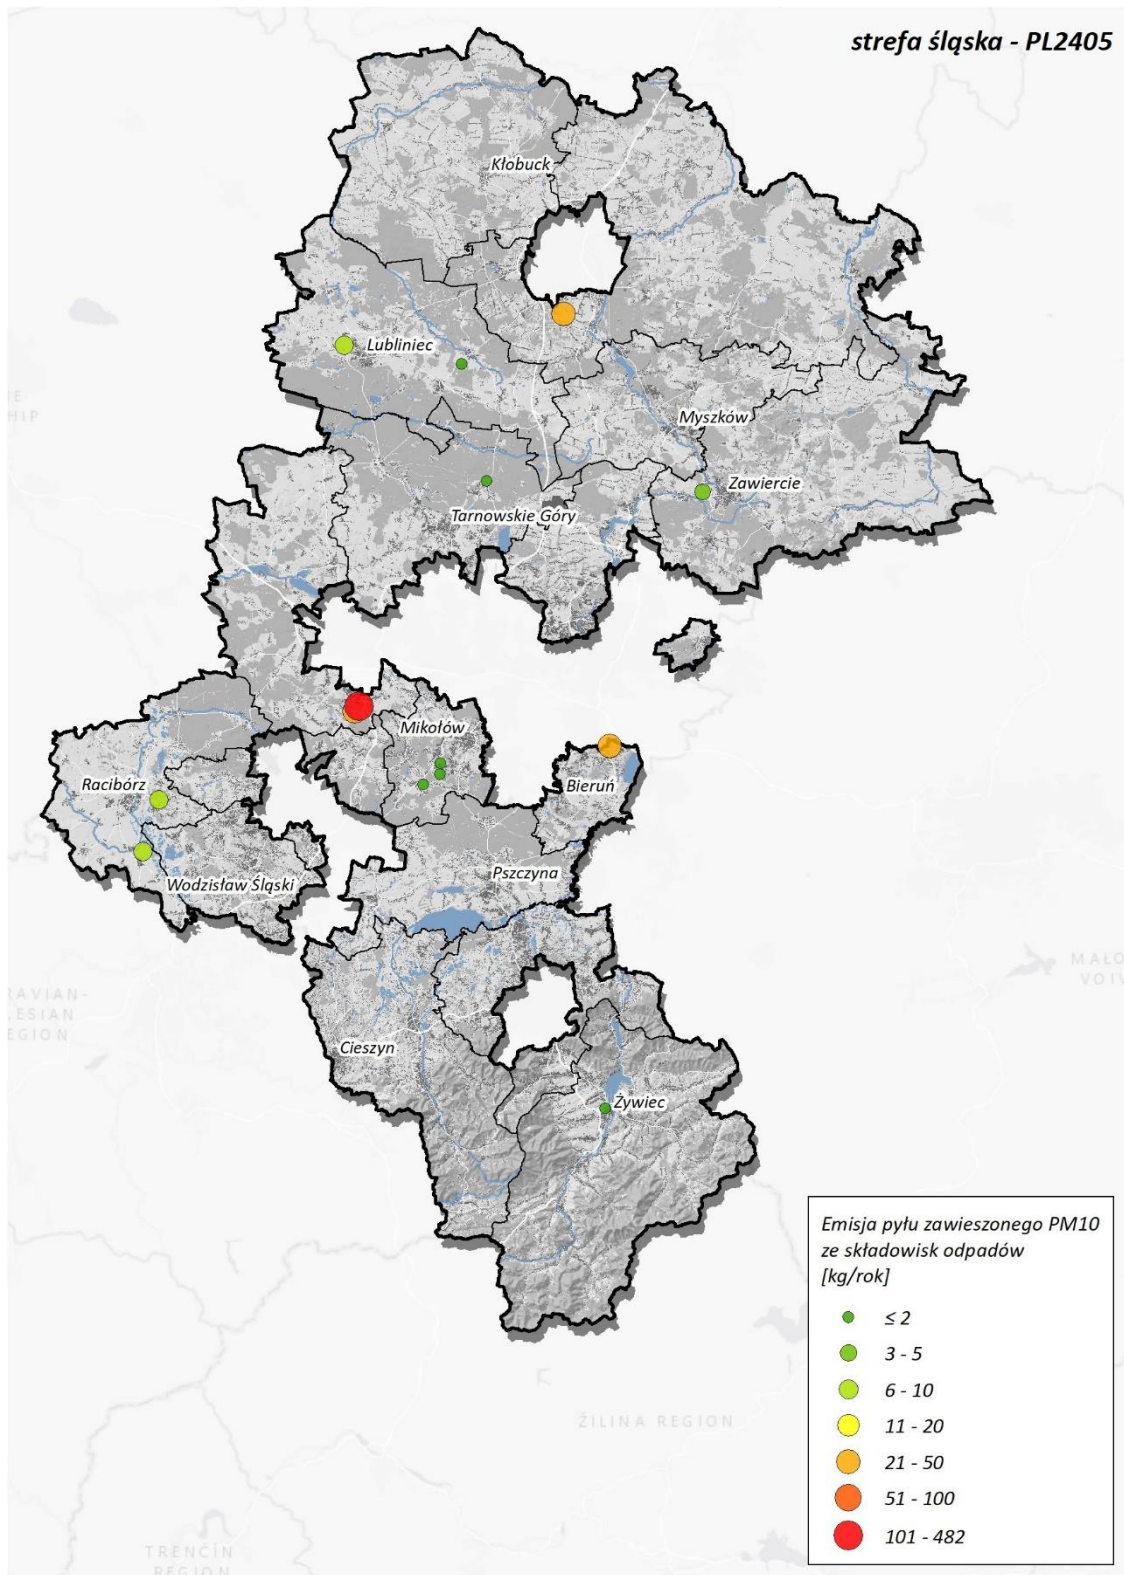 strefa śląska - PL2405
Kłobuck
Lubliniec
HIP
Myszków
Zawiercie
Tarnowskie Góry
Mikołów
Racibórz
Bieruń
Pszczyna
Wodzisław Śląski
MAŁO
VOIV
RAVIAN-
LESIAN
EGION
Cieszyn
Żywiec
Emisja pyłu zawieszonego PM10
ze składowisk odpadów
[kg/rok]
≤ 2
3 - 5
6 - 10
11 - 20
21 - 50
51 - 100
101 - 482
ŽILINA REGION
TRENČÍN
REGION